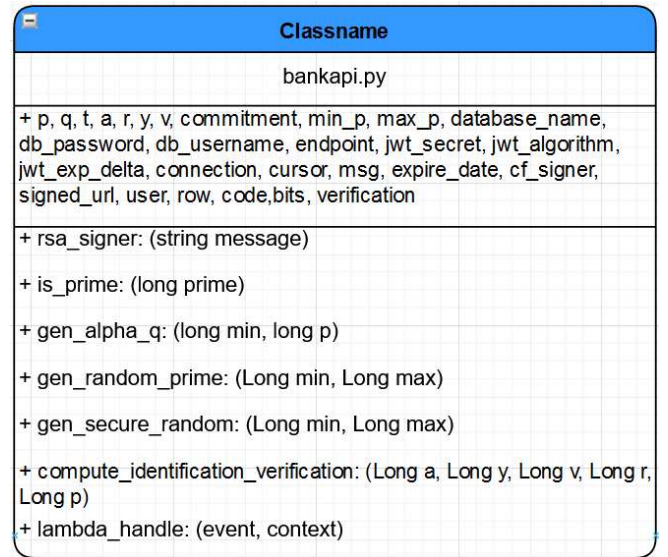 Classname
bankapi.py
+ p, q, t, a, r, y, v, commitment, min_p, max_p, database_name,
db_password, db_username, endpoint, jwt_secret, jwt_algorithm,
jwt_exp_delta, connection, cursor, msg, expire_date, cf_signer,
signed_url, user, row, code,bits, verification
+ rsa_signer: (string message)
+ is_prime: (long prime)
+ gen_alpha_q: (long min, long p)
+ gen_random_prime: (Long min, Long max)
+ gen_secure_random: (Long min, Long max)
+ compute_identification_verification: (Long a, Long y, Long v, Long r,
Long p)
+ lambda_handle: (event, context)